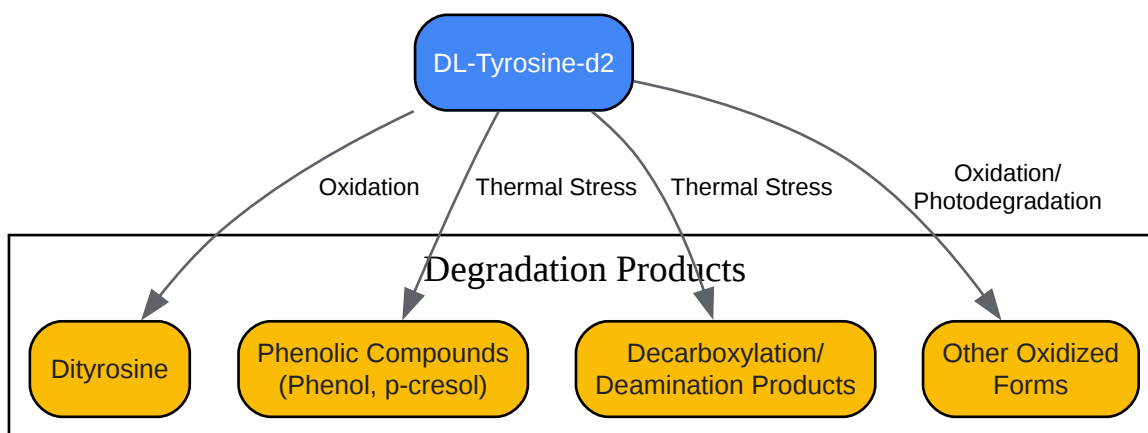 DL-Tyrosine-d2
Oxidation
Thermal Stress
Thermal Stress
Oxidation/
Photodegradation
Degradation Products
Dityrosine
Phenolic Compounds
(Phenol, p-cresol)
Decarboxylation/
Deamination Products
Other Oxidized
Forms